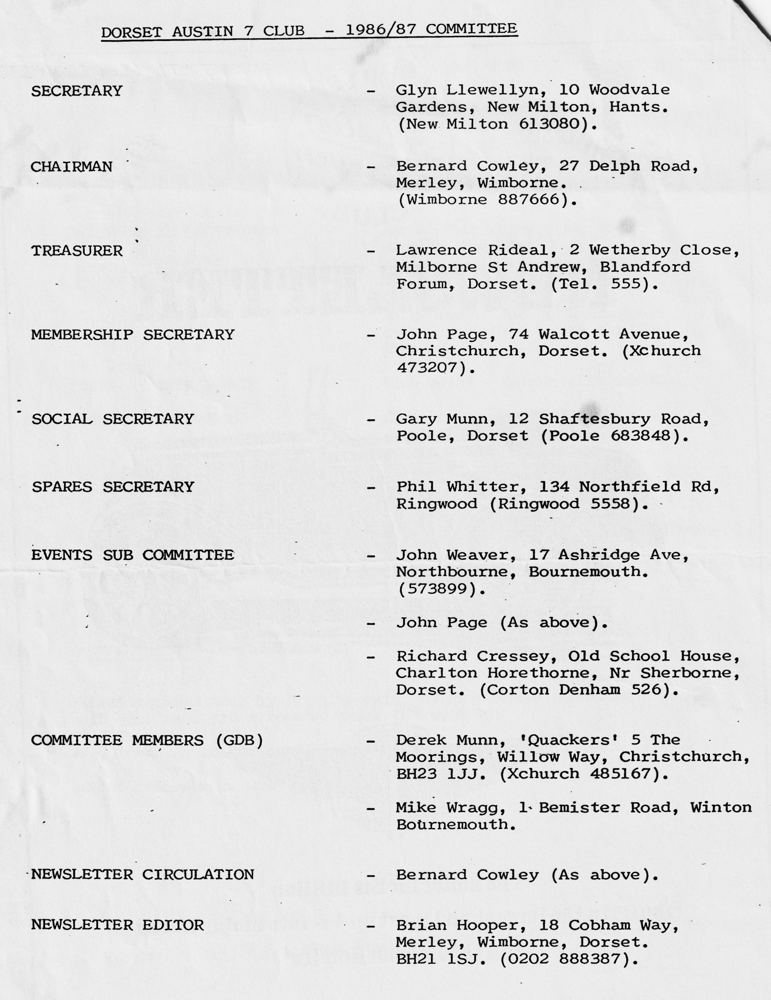 DORSET AUSTIN 7 CLUB - 1986/87 COMMITTEE
SECRETARY - Glyn Llewellyn, 10 Woodvale
Gardens, New Milton, Hants.
(New Milton 613080).
CHAIRMAN - Bernard Cowley, 27 Delph Road,
Merley, Wimborne.
(Wimborne 887666).
TREASURER - Lawrence Rideal, 2 Wetherby Close,
Milborne St Andrew, Blandford
Forum, Dorset. (Tel. 555).
MEMBERSHIP SECRETARY - John Page, 74 Walcott Avenue,
Christchurch, Dorset. (Xchurch
473207).
SOCIAL SECRETARY - Gary Munn, 12 Shaftesbury Road,
Poole, Dorset (Poole 683848).
SPARES SECRETARY - Phil Whitter, 134 Northfield Rd,
Ringwood (Ringwood 5558).
EVENTS SUB COMMITTEE - John Weaver, 17 Ashridge Ave,
Northbourne, Bournemouth.
(573899).
- John Page (As above).
- Richard Cressey, Old School House,
Charlton Horethorne, Nr Sherborne,
Dorset. (Corton Denham 526).
COMMITTEE MEMBERS (GDB) - Derek Munn, 'Quackers' 5 The
Moorings, Willow Way, Christchurch,
BH23 1JJ. (Xchurch 485167).
- Mike Wragg, 1 Bemister Road, Winton
Bournemouth.
NEWSLETTER CIRCULATION - Bernard Cowley (As above).
NEWSLETTER EDITOR - Brian Hooper, 18 Cobham Way,
Merley, Wimborne, Dorset.
BH21 1SJ. (0202 888387).